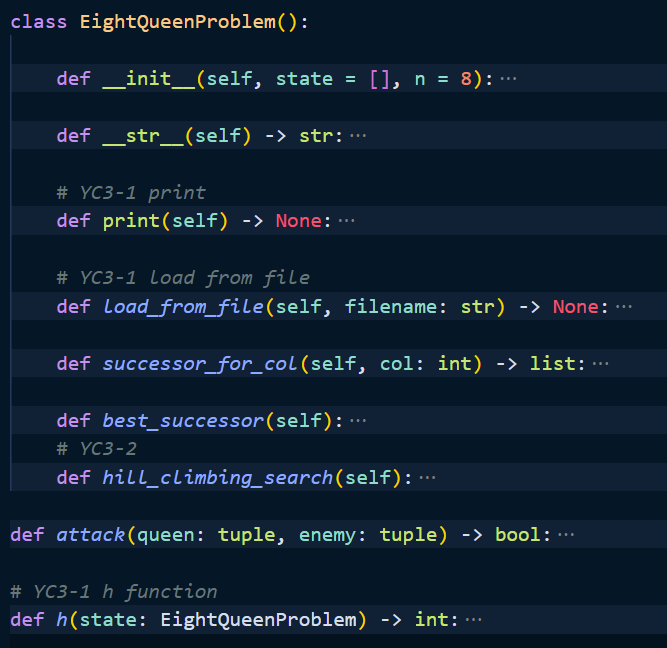 class EightQueenProblem():
def __init__(self, state = [], n = 8):···
def __str__(self) -> str:···
# YC3-1 print
def print(self) -> None:···
# YC3-1 load from file
def load_from_file(self, filename: str) -> None:···
def successor_for_col(self, col: int) -> list:···
def best_successor(self):···
# YC3-2
def hill_climbing_search(self):···
def attack(queen: tuple, enemy: tuple) -> bool:···
# YC3-1 h function
def h(state: EightQueenProblem) -> int:···